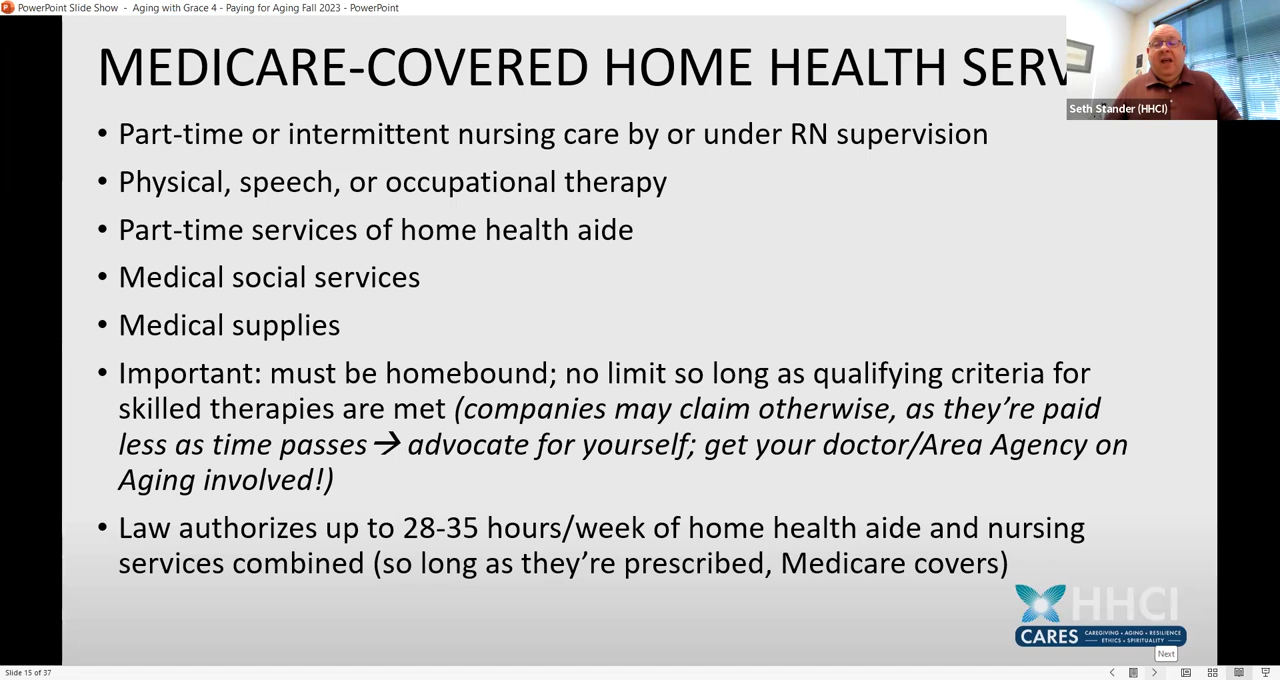 PowerPoint Slide Show - Aging with Grace 4 - Paying for Aging Fall 2023 - PowerPoint
MEDICARE-COVERED HOME HEALTH SERV
Seth Stander (HHCI)
• Part-time or intermittent nursing care by or under RN supervision
• Physical, speech, or occupational therapy
• Part-time services of home health aide
• Medical social services
• Medical supplies
• Important: must be homebound; no limit so long as qualifying criteria for
skilled therapies are met (companies may claim otherwise, as they’re paid
less as time passes→ advocate for yourself; get your doctor/Area Agency on
Aging involved!)
• Law authorizes up to 28-35 hours/week of home health aide and nursing
services combined (so long as they’re prescribed, Medicare covers)
HHCI
CARES
CAREGIVING • AGING • RESILIENCE
ETHICS • SPIRITUALITY
Next
Slide 15 of 37